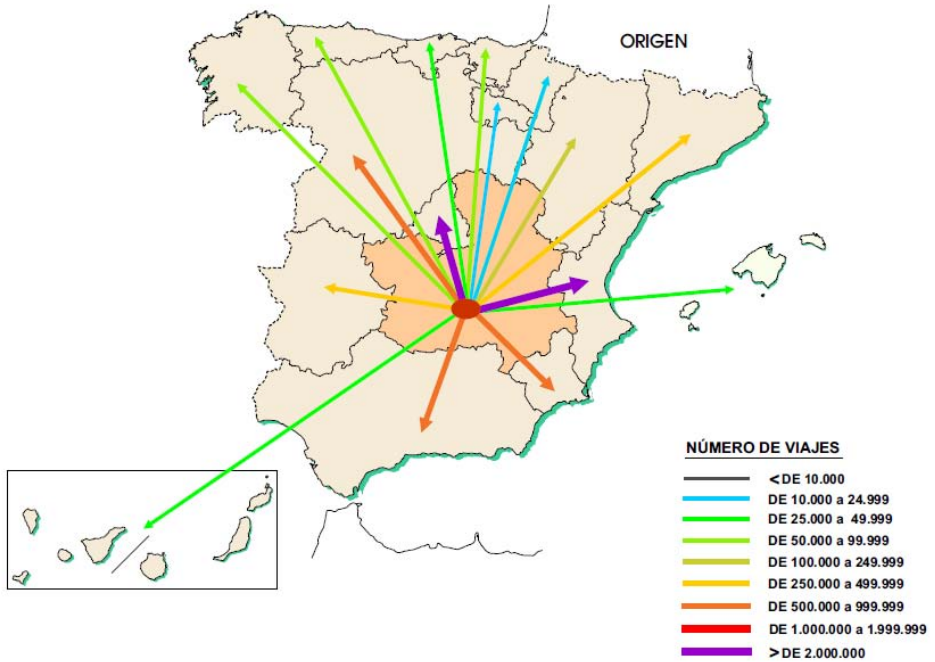 ORIGEN
NÚMERO DE VIAJES
< DE 10.000
DE 10.000 a 24.999
DE 25.000 a 49.999
DE 50.000 a 99.999
DE 100.000 a 249.999
DE 250.000 a 499.999
DE 500.000 a 999.999
DE 1.000.000 a 1.999.999
> DE 2.000.000